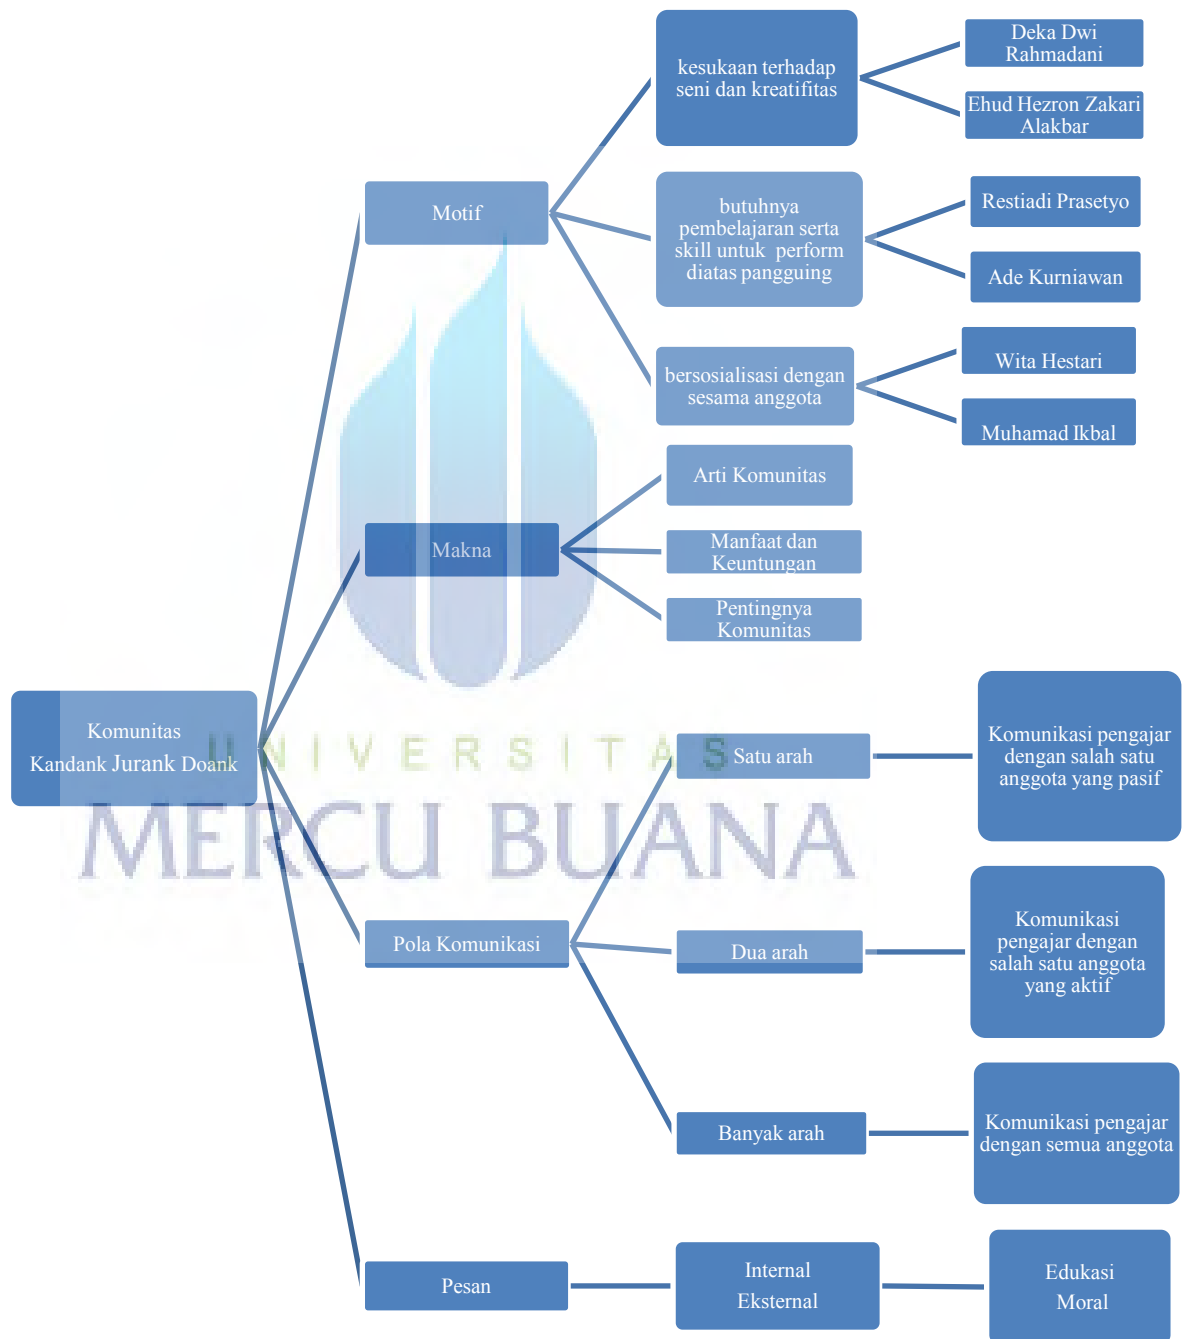 kesukaan terhadap
seni dan kreatifitas
Deka Dwi
Rahmadani
Ehud Hezron Zakari
Alakbar
Motif
butuhnya
pembelajaran serta
skill untuk perform
diatas pangguing
Restiadi Prasetyo
Ade Kurniawan
bersosialisasi dengan
sesama anggota
Wita Hestari
Muhamad Ikbal
Makna
Arti Komunitas
Manfaat dan
Keuntungan
Pentingnya
Komunitas
Komunitas
Kandank Jurank Doank
UNIVERSITAS
MERCU BUANA
Pola Komunikasi
Satu arah
Komunikasi pengajar
dengan salah satu
anggota yang pasif
Dua arah
Komunikasi
pengajar dengan
salah satu anggota
yang aktif
Banyak arah
Komunikasi pengajar
dengan semua anggota
Pesan
Internal
Eksternal
Edukasi
Moral